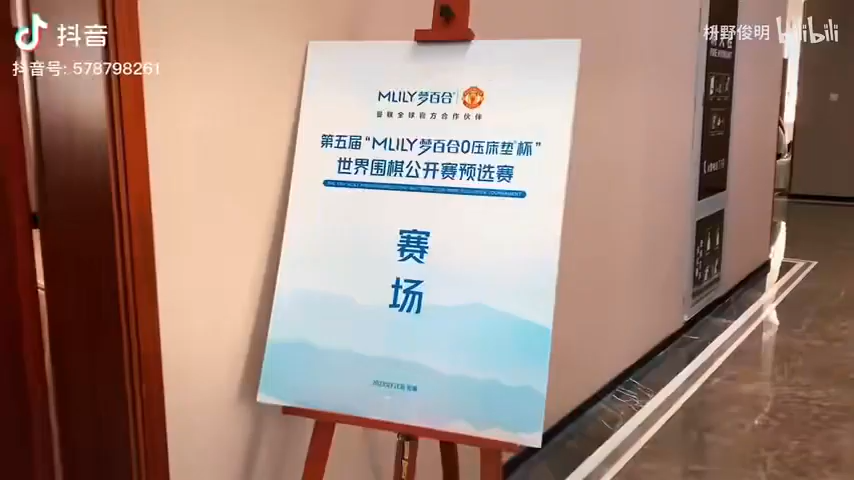 抖音
抖音号: 578798261
枡野俊明 bilibili
MLILY梦百合
曼联全球官方合作伙伴
第五届“MLILY梦百合0压床垫杯”
世界围棋公开赛预选赛
赛
场